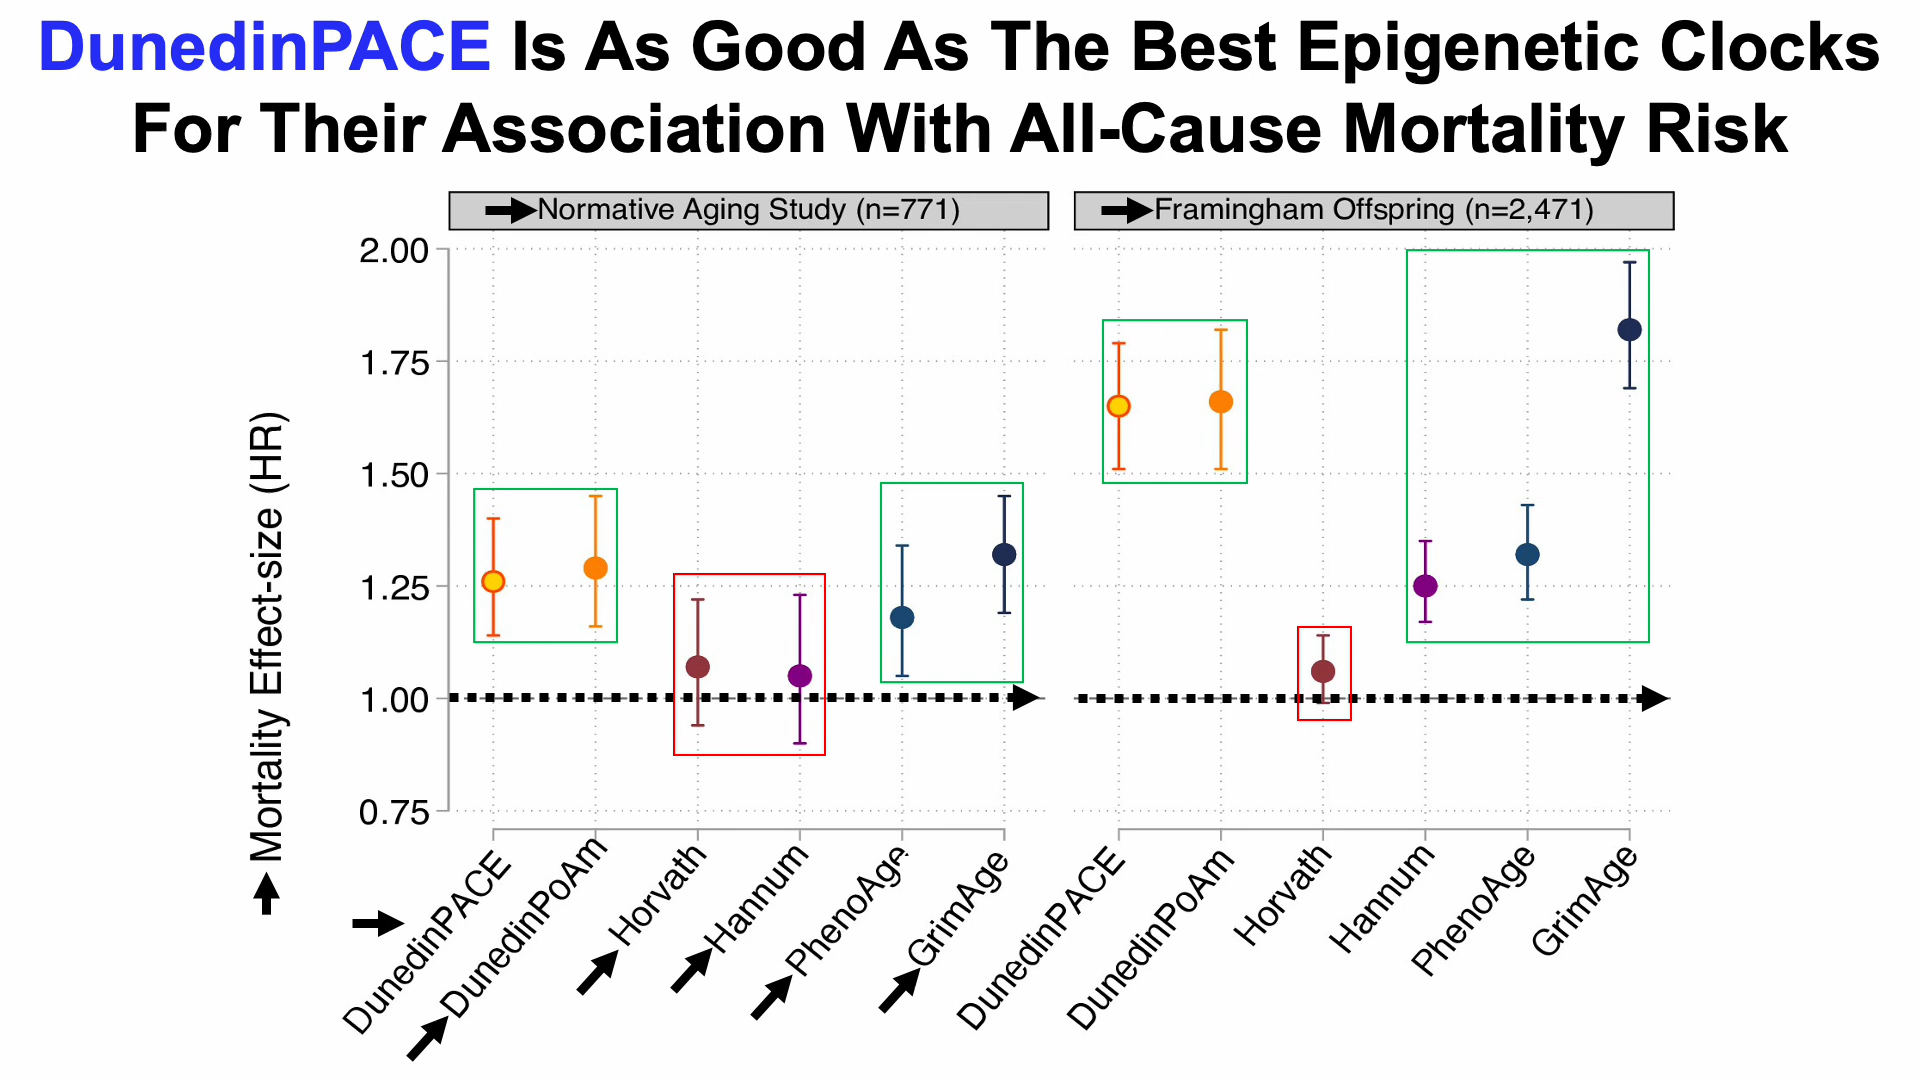 DunedinPACE Is As Good As The Best Epigenetic Clocks
For Their Association With All-Cause Mortality Risk
Normative Aging Study (n=771)
Framingham Offspring (n=2,471)
Mortality Effect-size (HR)
2.00
1.75
1.50
1.25
1.00
0.75
DunedinPACE
DunedinPoAm
Horvath
Hannum
PhenoAge
GrimAge
DunedinPACE
DunedinPoAm
Horvath
Hannum
PhenoAge
GrimAge